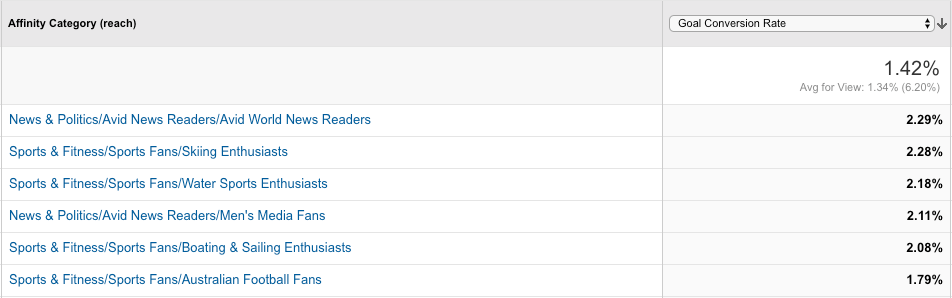 Affinity Category (reach) Goal Conversion Rate
1.42%
Avg for View: 1.34% (6.20%)
News & Politics/Avid News Readers/Avid World News Readers 2.29%
Sports & Fitness/Sports Fans/Skiing Enthusiasts 2.28%
Sports & Fitness/Sports Fans/Water Sports Enthusiasts 2.18%
News & Politics/Avid News Readers/Men's Media Fans 2.11%
Sports & Fitness/Sports Fans/Boating & Sailing Enthusiasts 2.08%
Sports & Fitness/Sports Fans/Australian Football Fans 1.79%